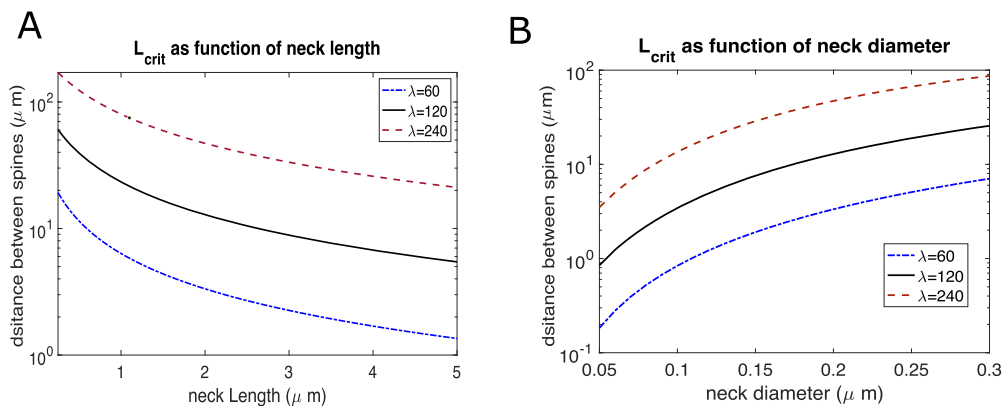 A
L_crit as function of neck length
dsitance between spines (μ m)
10^2
10^1
10^0
λ=60
λ=120
λ=240
1
2
3
4
5
neck Length (μ m)
B
L_crit as function of neck diameter
dsitance between spines (μm)
10^2
10^1
10^0
10^-1
λ=60
λ=120
λ=240
0.05
0.1
0.15
0.2
0.25
0.3
neck diameter (μ m)